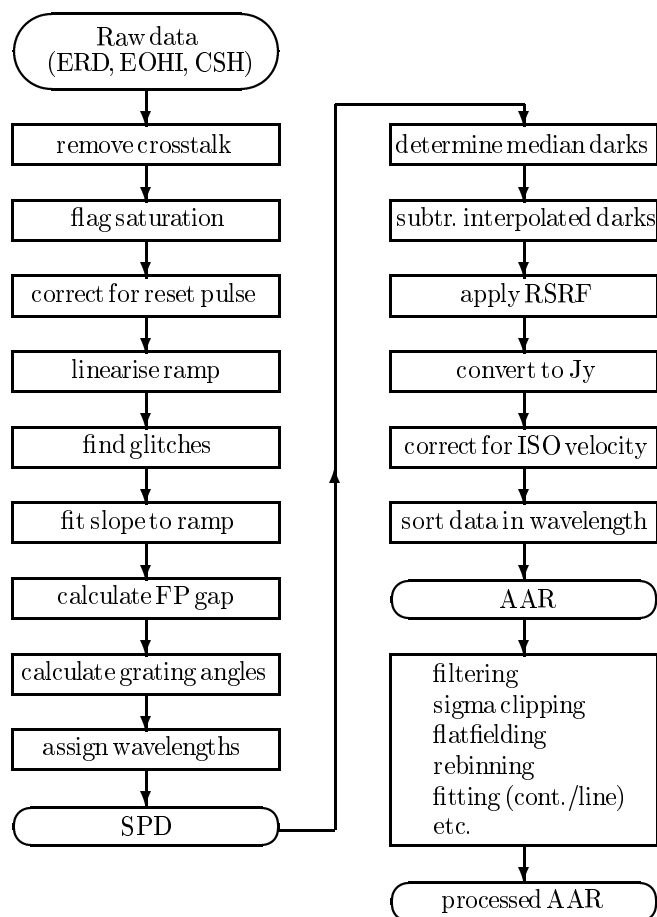 Raw data
(ERD, EOHI, CSH)
remove crosstalk
flag saturation
correct for reset pulse
linearise ramp
find glitches
fit slope to ramp
calculate FP gap
calculate grating angles
assign wavelengths
SPD
determine median darks
subtr. interpolated darks
apply RSRF
convert to Jy
correct for ISO velocity
sort data in wavelength
AAR
filtering
sigma clipping
flatfielding
rebinning
fitting (cont./line)
etc.
processed AAR